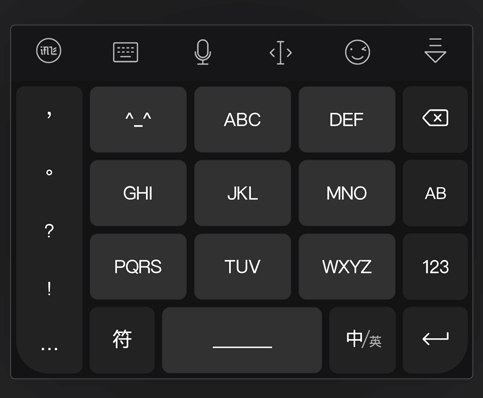 讯飞
，
^_^ ABC DEF
。
GHI JKL MNO AB
?
PQRS TUV WXYZ 123
!
...
符 中/英